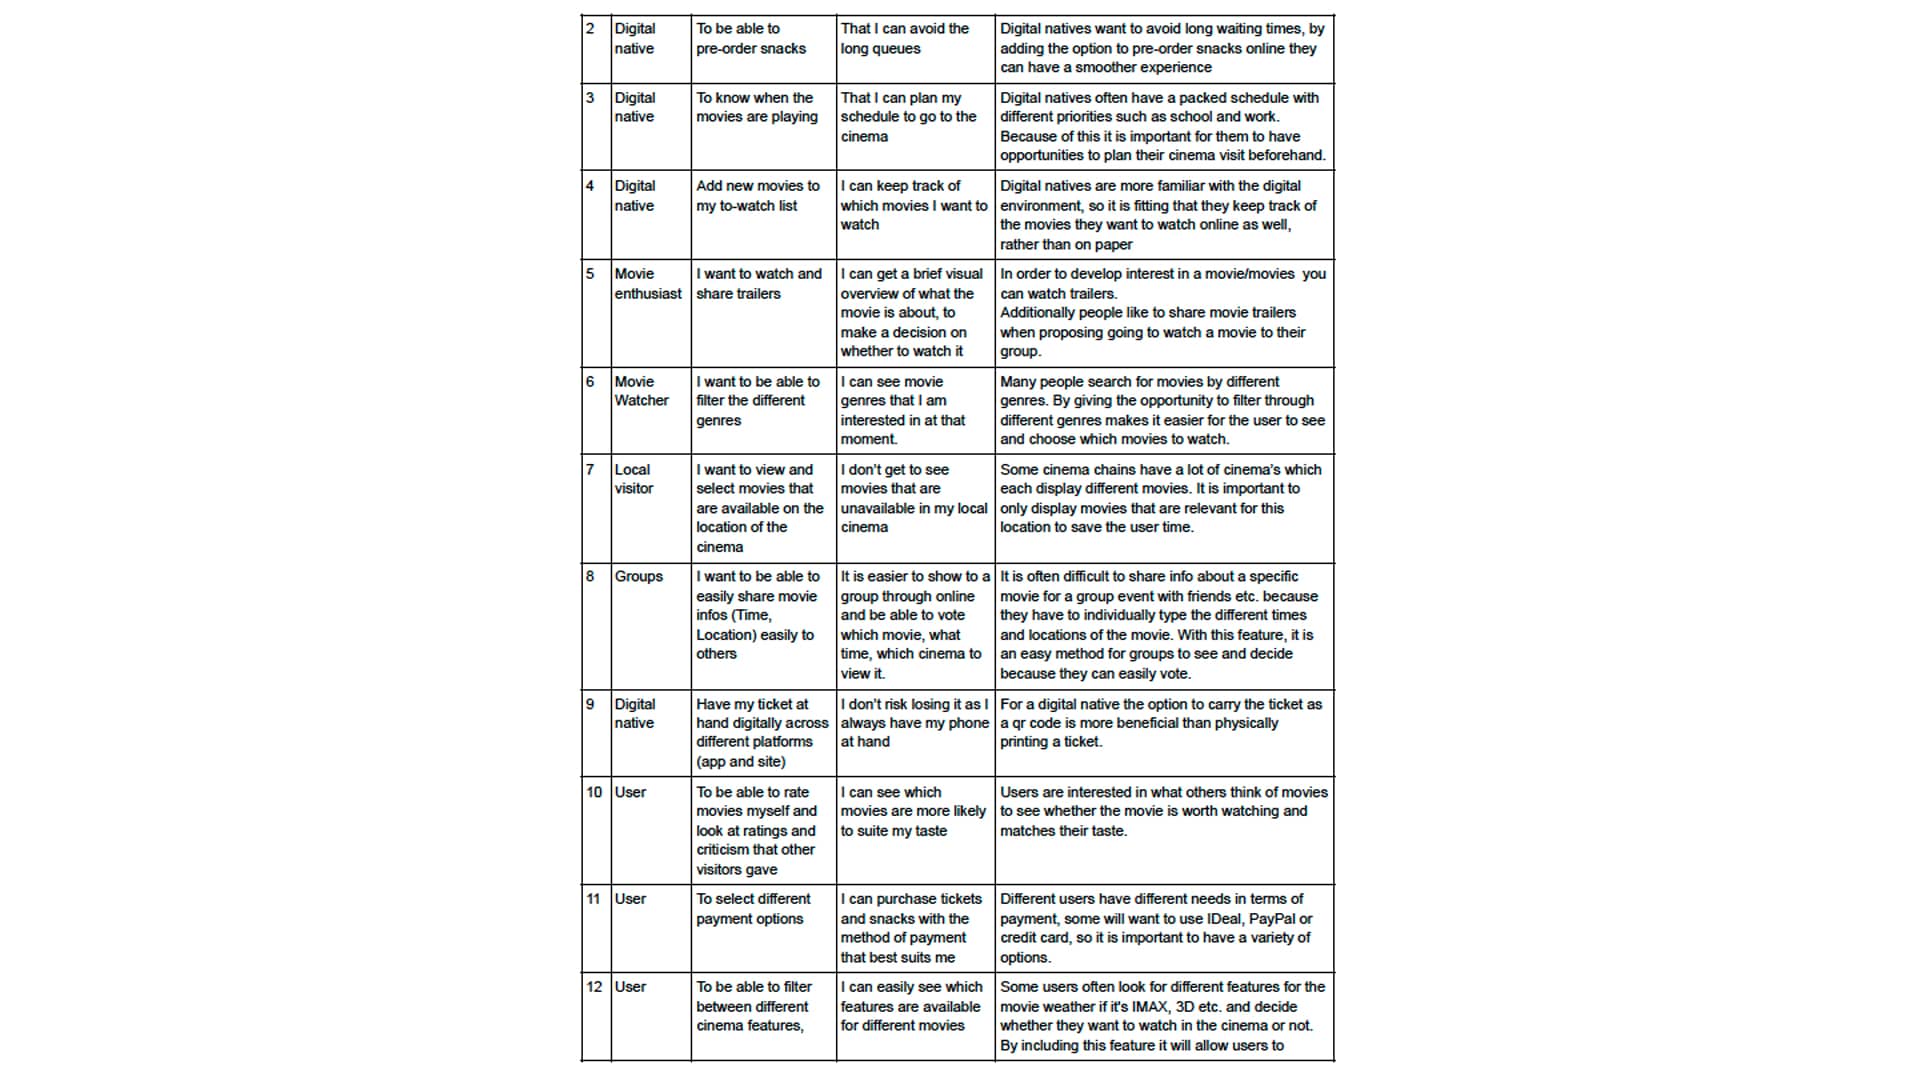 2
Digital
native
To be able to
pre-order snacks
That I can avoid the
long queues
Digital natives want to avoid long waiting times, by
adding the option to pre-order snacks online they
can have a smoother experience
3
Digital
native
To know when the
movies are playing
That I can plan my
schedule to go to the
cinema
Digital natives often have a packed schedule with
different priorities such as school and work.
Because of this it is important for them to have
opportunities to plan their cinema visit beforehand.
4
Digital
native
Add new movies to
my to-watch list
I can keep track of
which movies I want to
watch
Digital natives are more familiar with the digital
environment, so it is fitting that they keep track of
the movies they want to watch online as well,
rather than on paper
5
Movie
enthusiast
I want to watch and
share trailers
I can get a brief visual
overview of what the
movie is about, to
make a decision on
whether to watch it
In order to develop interest in a movie/movies  you
can watch trailers.
Additionally people like to share movie trailers
when proposing going to watch a movie to their
group.
6
Movie
Watcher
I want to be able to
filter the different
genres
I can see movie
genres that I am
interested in at that
moment.
Many people search for movies by different
genres. By giving the opportunity to filter through
different genres makes it easier for the user to see
and choose which movies to watch.
7
Local
visitor
I want to view and
select movies that
are available on the
location of the
cinema
I don't get to see
movies that are
unavailable in my local
cinema
Some cinema chains have a lot of cinema's which
each display different movies. It is important to
only display movies that are relevant for this
location to save the user time.
8
Groups
I want to be able to
easily share movie
infos (Time,
Location) easily to
others
It is easier to show to a
group through online
and be able to vote
which movie, what
time, which cinema to
view it.
It is often difficult to share info about a specific
movie for a group event with friends etc. because
they have to individually type the different times
and locations of the movie. With this feature, it is
an easy method for groups to see and decide
because they can easily vote.
9
Digital
native
Have my ticket at
hand digitally across
different platforms
(app and site)
I don't risk losing it as I
always have my phone
at hand
For a digital native the option to carry the ticket as
a qr code is more beneficial than physically
printing a ticket.
10
User
To be able to rate
movies myself and
look at ratings and
criticism that other
visitors gave
I can see which
movies are more likely
to suite my taste
Users are interested in what others think of movies
to see whether the movie is worth watching and
matches their taste.
11
User
To select different
payment options
I can purchase tickets
and snacks with the
method of payment
that best suits me
Different users have different needs in terms of
payment, some will want to use IDeal, PayPal or
credit card, so it is important to have a variety of
options.
12
User
To be able to filter
between different
cinema features,
I can easily see which
features are available
for different movies
Some users often look for different features for the
movie weather if it's IMAX, 3D etc. and decide
whether they want to watch in the cinema or not.
By including this feature it will allow users to